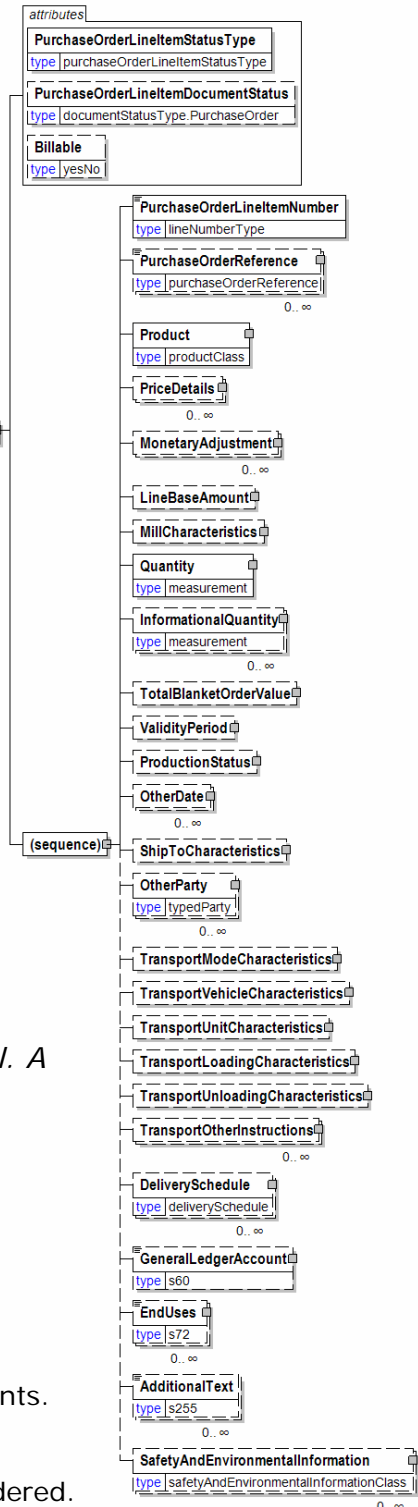 attributes
PurchaseOrderLineItemStatusType
type purchaseOrderLineItemStatusType
PurchaseOrderLineItemDocumentStatus
type documentStatusType.PurchaseOrder
Billable
type yesNo
PurchaseOrderLineItemNumber
type lineNumberType
PurchaseOrderReference
type purchaseOrderReference
0.. ∞
Product
type productClass
PriceDetails
0.. ∞
MonetaryAdjustment
0.. ∞
LineBaseAmount
MillCharacteristics
Quantity
type measurement
InformationalQuantity
type measurement
0.. ∞
TotalBlanketOrderValue
ValidityPeriod
ProductionStatus
OtherDate
0.. ∞
(sequence)
ShipToCharacteristics
OtherParty
type typedParty
0.. ∞
TransportModeCharacteristics
TransportVehicleCharacteristics
TransportUnitCharacteristics
TransportLoadingCharacteristics
l. A
TransportUnloadingCharacteristics
TransportOtherInstructions
0.. ∞
DeliverySchedule
type deliverySchedule
0.. ∞
GeneralLedgerAccount
type s60
EndUses
type s72
0.. ∞
AdditionalText
type s255
nts.
0.. ∞
SafetyAndEnvironmentalInformation
type safetyAndEnvironmentalInformationClass
dered.
0.. ∞